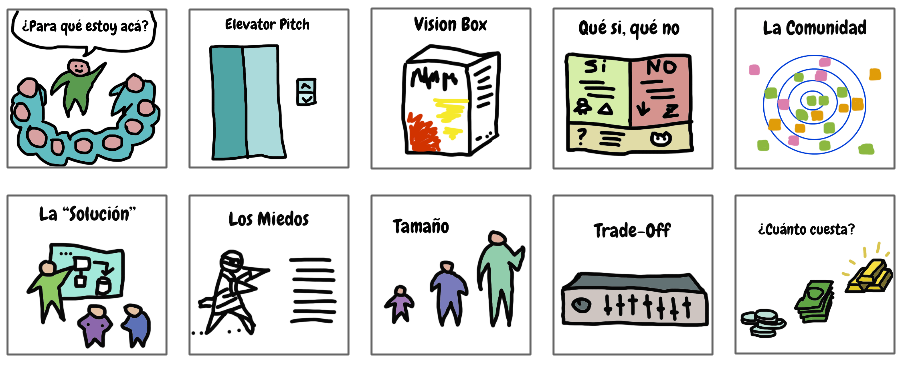 ¿Para qué estoy acá?
Elevator Pitch
Vision Box
Qué si, qué no
SI
NO
Z
?
La Comunidad
La “Solución”
Los Miedos
Tamaño
Trade-Off
¿Cuánto cuesta?